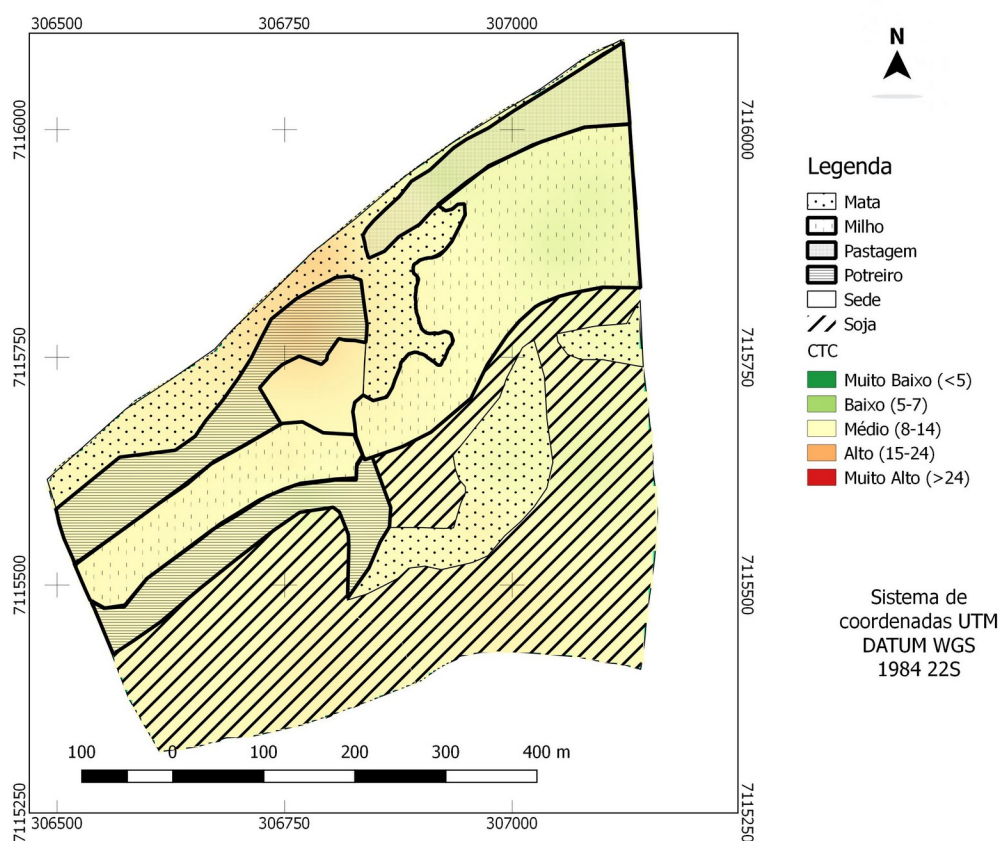 306500 306750 307000
7116000
7116000
7115750
7115750
7115500
7115500
7115250
7115250
100 0 100 200 300 400 m
306500 306750 307000
N
Legenda
Mata
Milho
Pastagem
Potreiro
Sede
Soja
CTC
Muito Baixo (<5)
Baixo (5-7)
Médio (8-14)
Alto (15-24)
Muito Alto (>24)
Sistema de
coordenadas UTM
DATUM WGS
1984 22S